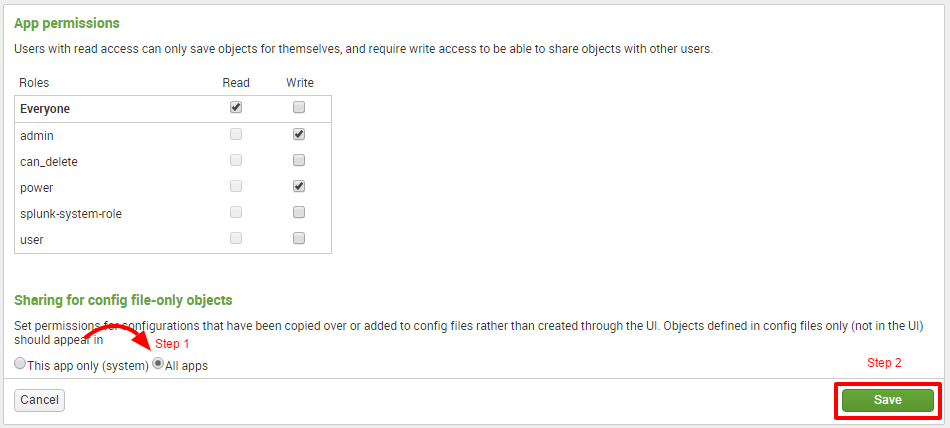 App permissions
Users with read access can only save objects for themselves, and require write access to be able to share objects with other users.
Roles Read Write
Everyone
admin
can_delete
power
splunk-system-role
user
Sharing for config file-only objects
Set permissions for configurations that have been copied over or added to config files rather than created through the UI. Objects defined in config files only (not in the UI)
should appear in
Step 1
This app only (system) All apps
Step 2
Cancel Save